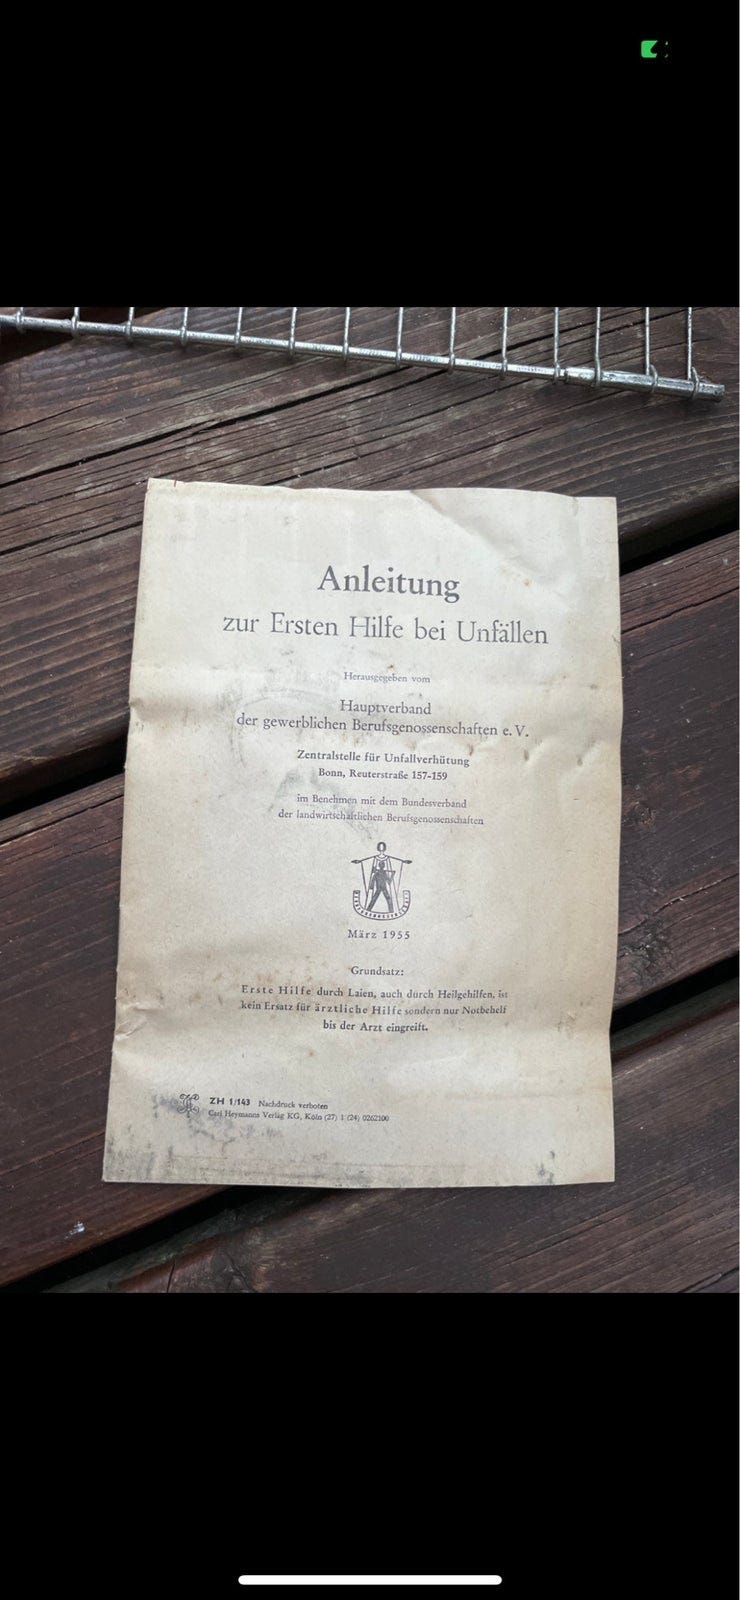 Anleitung
zur Ersten Hilfe bei Unfällen
Herausgegeben vom
Hauptverband
der gewerblichen Berufsgenossenschaften e. V.
Zentralstelle für Unfallverhütung
Bonn, Reuterstraße 157-159
im Benehmen mit dem Bundesverband
der landwirtschaftlichen Berufsgenossenschaften
März 1955
Grundsatz:
Erste Hilfe durch Laien, auch durch Heilgehilfen, ist
kein Ersatz für ärztliche Hilfe sondern nur Notbehelf
bis der Arzt eingreift.
ZH 1/143 Nachdruck verboten
Carl Heymanns Verlag KG, Köln (27) 1 (24) 0262100